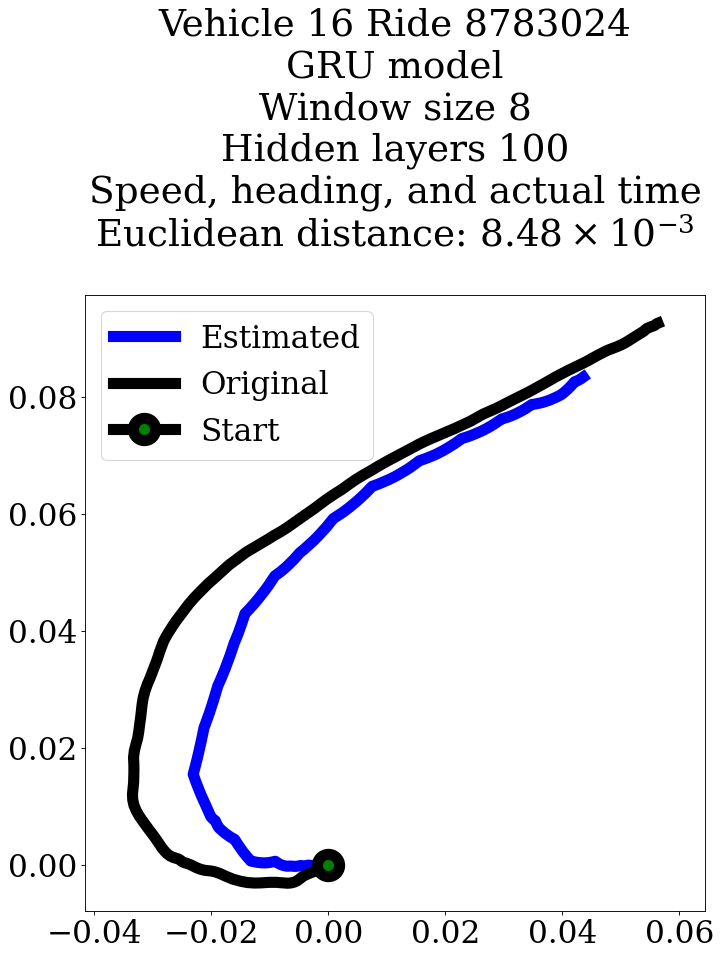 Vehicle 16 Ride 8783024
GRU model
Window size 8
Hidden layers 100
Speed, heading, and actual time
Euclidean distance: 8.48 × 10⁻³
Estimated
Original
Start
0.08
0.06
0.04
0.02
0.00
−0.04 −0.02 0.00 0.02 0.04 0.06